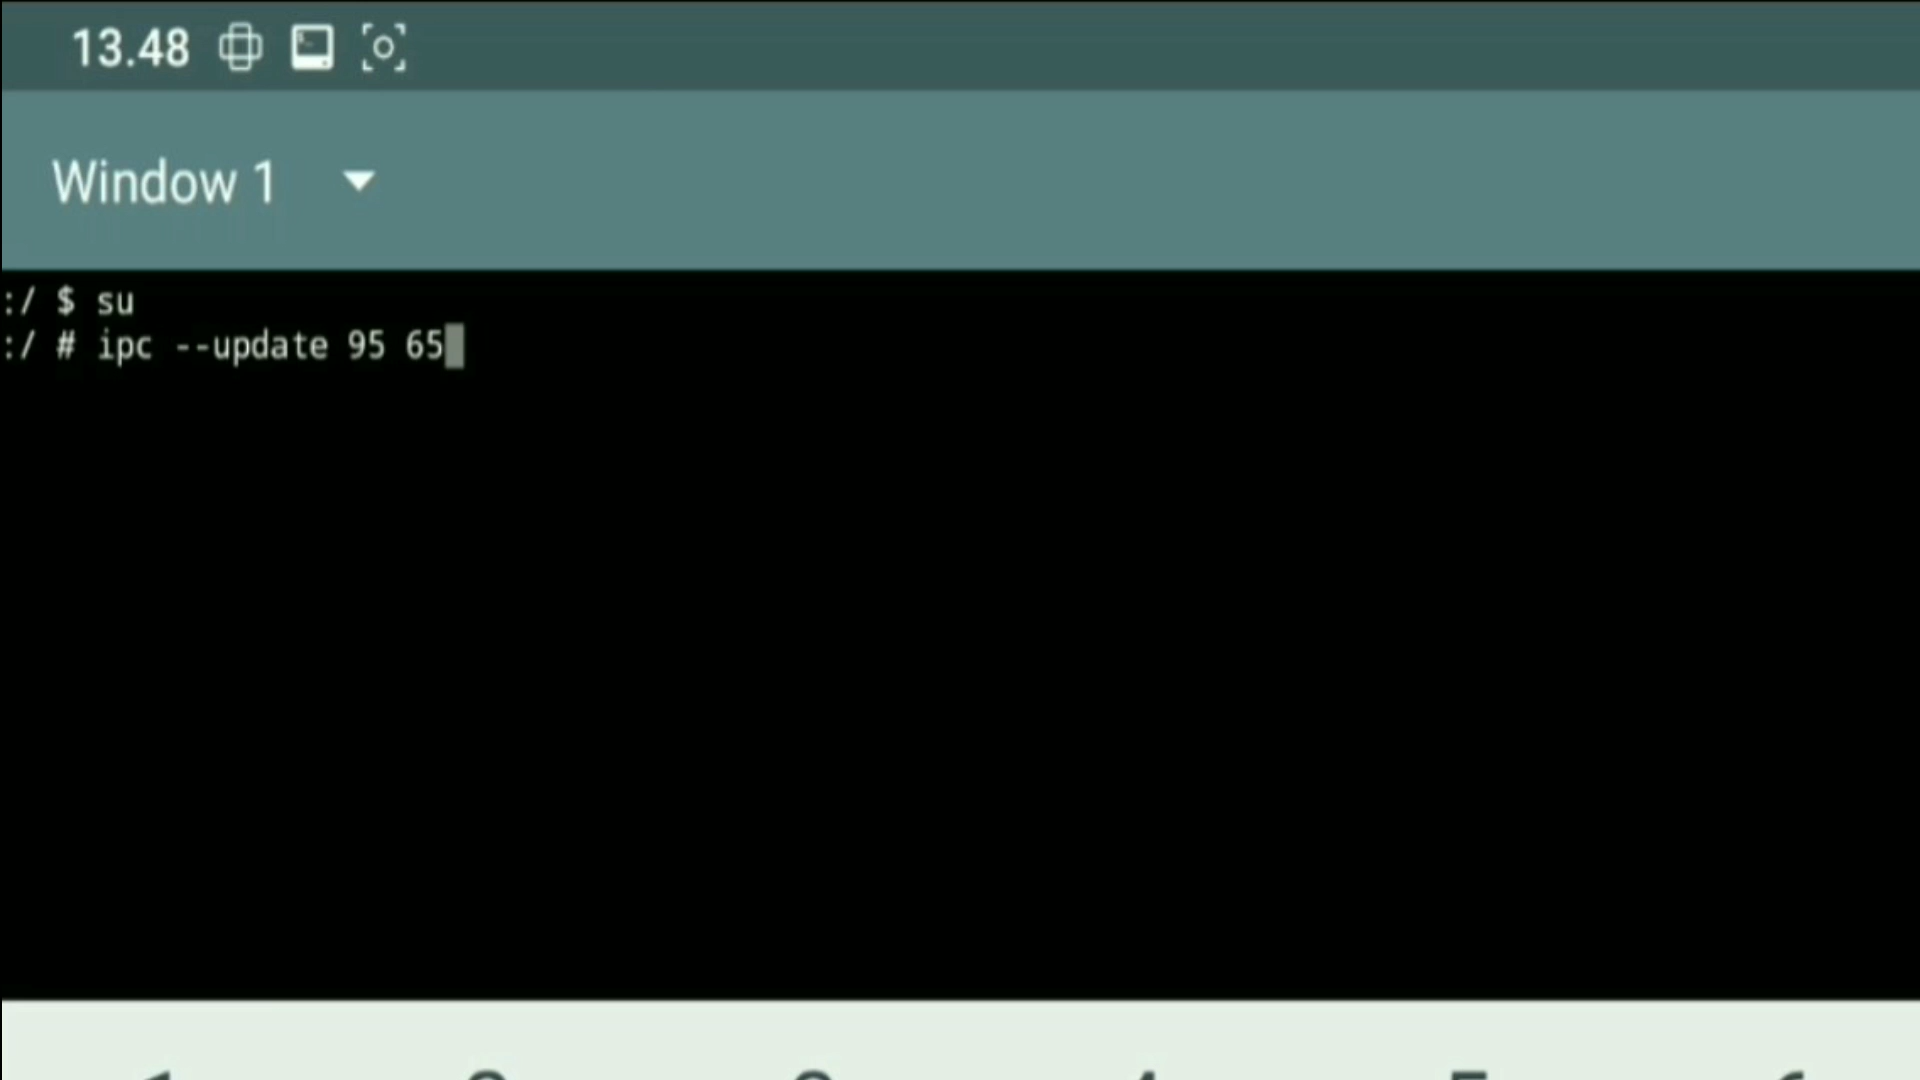 13.48
Window 1
:/ $ su
:/ # ipc --update 95 65